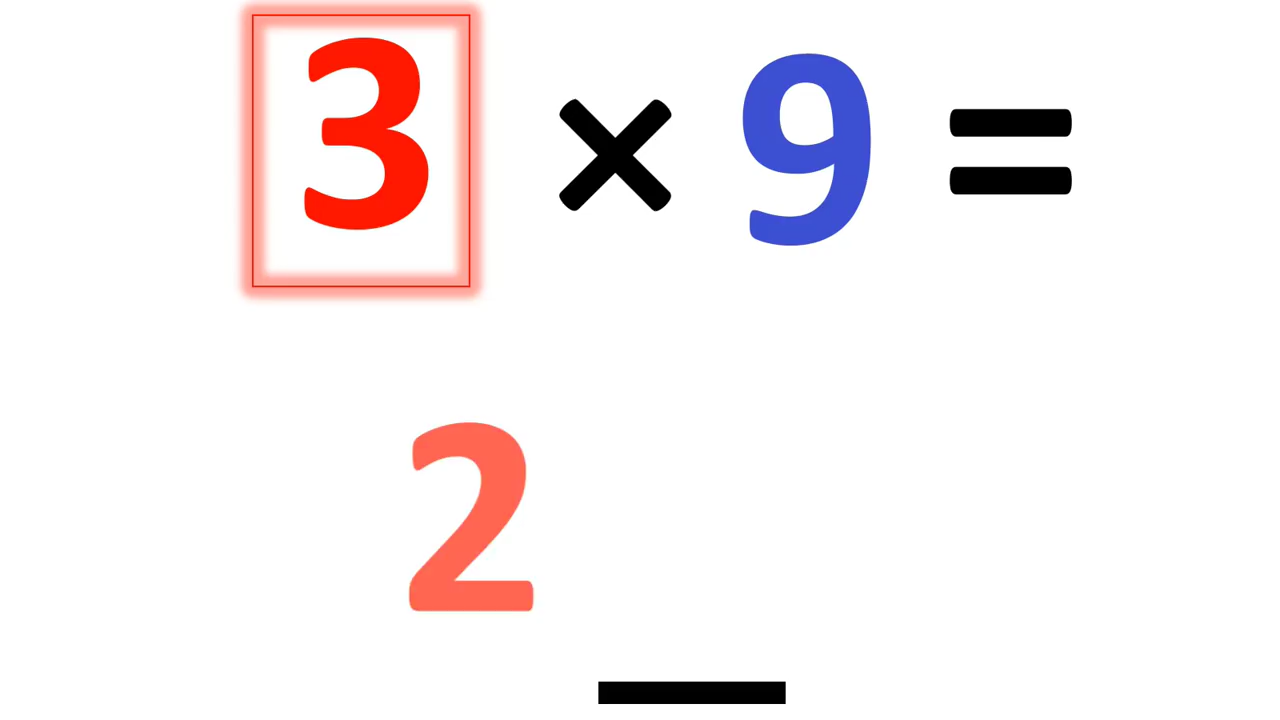 3 × 9 =
2